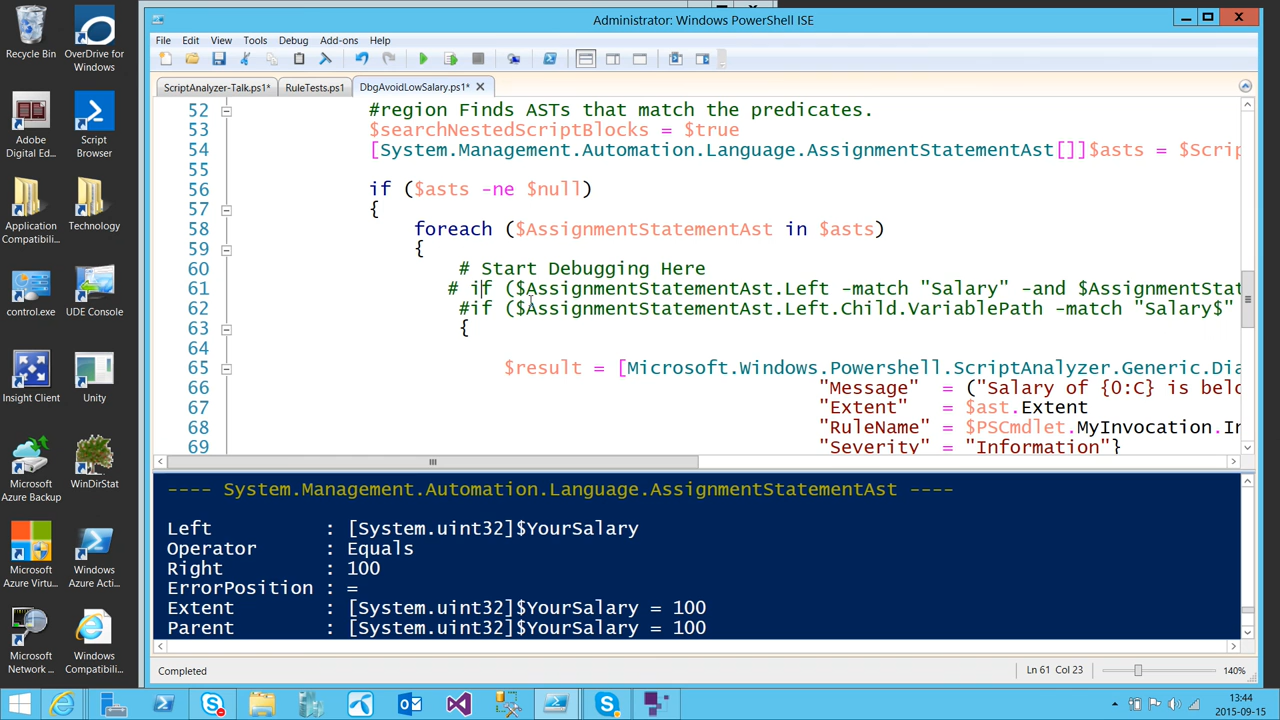 Administrator: Windows PowerShell ISE
File Edit View Tools Debug Add-ons Help
ScriptAnalyzer-Talk.ps1* RuleTests.ps1 DbgAvoidLowSalary.ps1*
52 #region Finds ASTs that match the predicates.
53 $searchNestedScriptBlocks = $true
54 [System.Management.Automation.Language.AssignmentStatementAst[]]$asts = $Scrip
55
56 if ($asts -ne $null)
57 {
58 foreach ($AssignmentStatementAst in $asts)
59 {
60 # Start Debugging Here
61 # if ($AssignmentStatementAst.Left -match "Salary" -and $AssignmentStat
62 #if ($AssignmentStatementAst.Left.Child.VariablePath -match "Salary$"
63 {
64
65 $result = [Microsoft.Windows.Powershell.ScriptAnalyzer.Generic.Dia
66 "Message" = ("Salary of {0:C} is belo
67 "Extent" = $ast.Extent
68 "RuleName" = $PSCmdlet.MyInvocation.In
69 "Severity" = "Information"}
---- System.Management.Automation.Language.AssignmentStatementAst ----
Left : [System.uint32]$YourSalary
Operator : Equals
Right : 100
ErrorPosition : =
Extent : [System.uint32]$YourSalary = 100
Parent : [System.uint32]$YourSalary = 100
Completed
Ln 61 Col 23
140%
Recycle Bin
OverDrive for Windows
Adobe Digital Ed...
Script Browser
Application Compatibili...
Technology
control.exe
UDE Console
Insight Client
Unity
Microsoft Azure Backup
WinDirStat
Microsoft Azure Virtu...
Windows Azure Acti...
Microsoft Network ...
Windows Compatibili...
13:44
2015-09-15